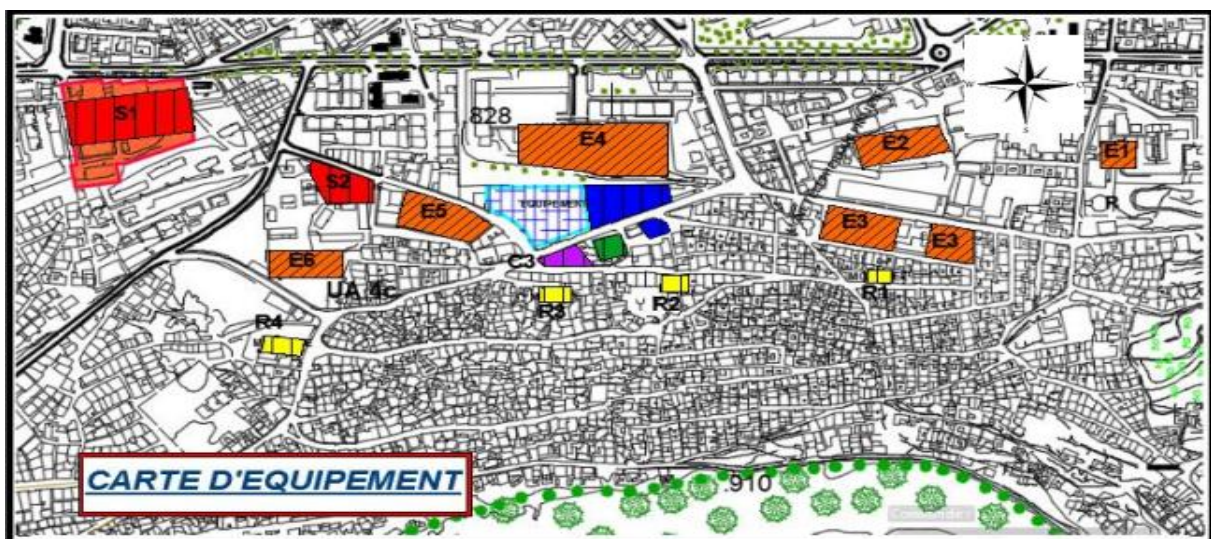 S1
828
E4
E2
E1
S2
EQUIPEMENT
E5
R
E3
E3
C3
E6
UA 4c
R1
R2
R3
R4
CARTE D'EQUIPEMENT
910